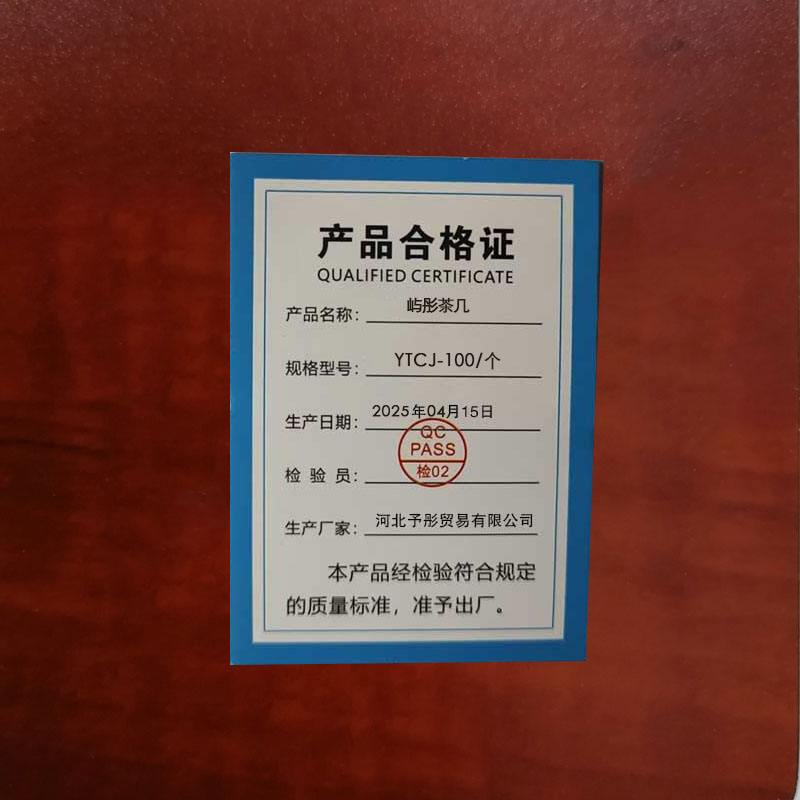 产品合格证
QUALIFIED CERTIFICATE
产品名称：屿彤茶几
规格型号：YTCJ-100/个
生产日期：2025年04月15日
QC
PASS
检02
检 验 员：
生产厂家：河北予彤贸易有限公司
本产品经检验符合规定
的质量标准，准予出厂。